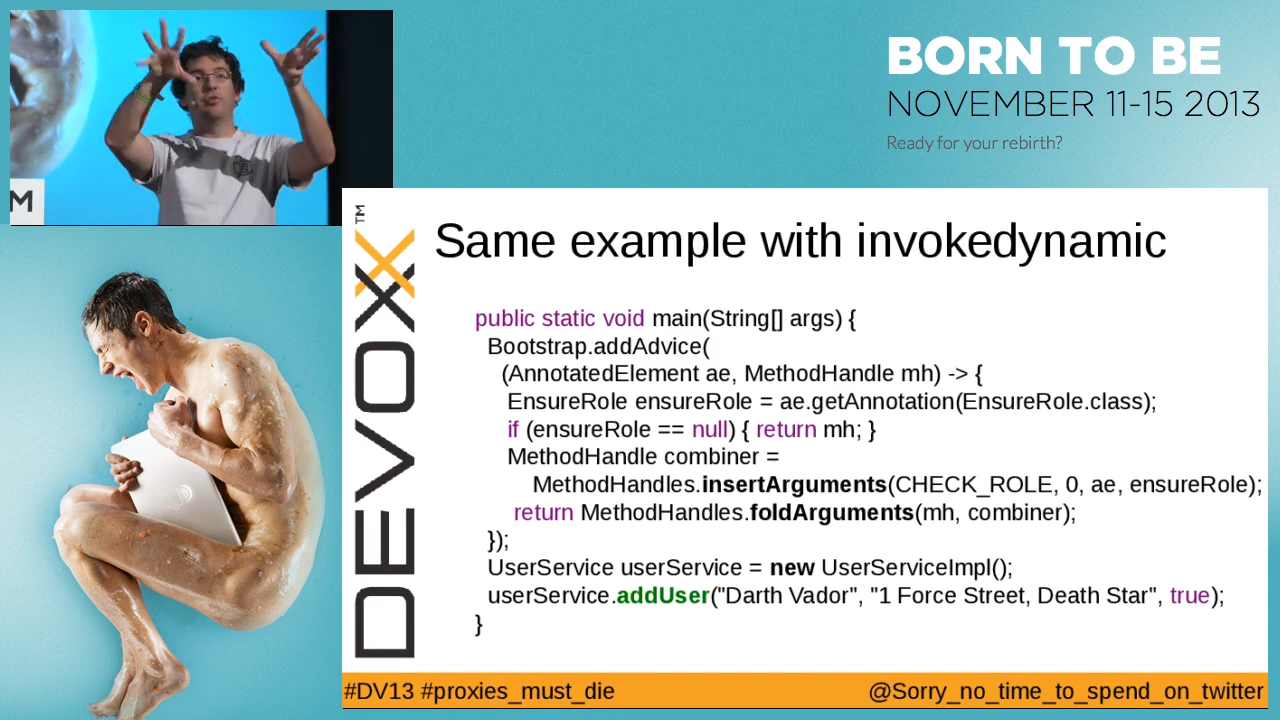 BORN TO BE
NOVEMBER 11-15 2013
Ready for your rebirth?
M
DEVOXX™
Same example with invokedynamic
public static void main(String[] args) {
Bootstrap.addAdvice(
(AnnotatedElement ae, MethodHandle mh) -> {
EnsureRole ensureRole = ae.getAnnotation(EnsureRole.class);
if (ensureRole == null) { return mh; }
MethodHandle combiner =
MethodHandles.insertArguments(CHECK_ROLE, 0, ae, ensureRole);
return MethodHandles.foldArguments(mh, combiner);
});
UserService userService = new UserServiceImpl();
userService.addUser("Darth Vador", "1 Force Street, Death Star", true);
}
#DV13 #proxies_must_die @Sorry_no_time_to_spend_on_twitter